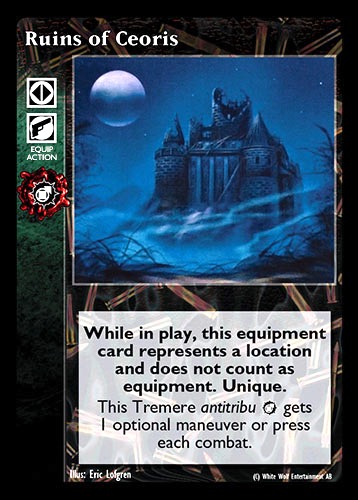 Ruins of Ceoris
EQUIP
ACTION
While in play, this equipment
card represents a location
and does not count as
equipment. Unique.
This Tremere antitribu gets
1 optional maneuver or press
each combat.
Illus: Eric Lofgren
(C) White Wolf Entertainment AB